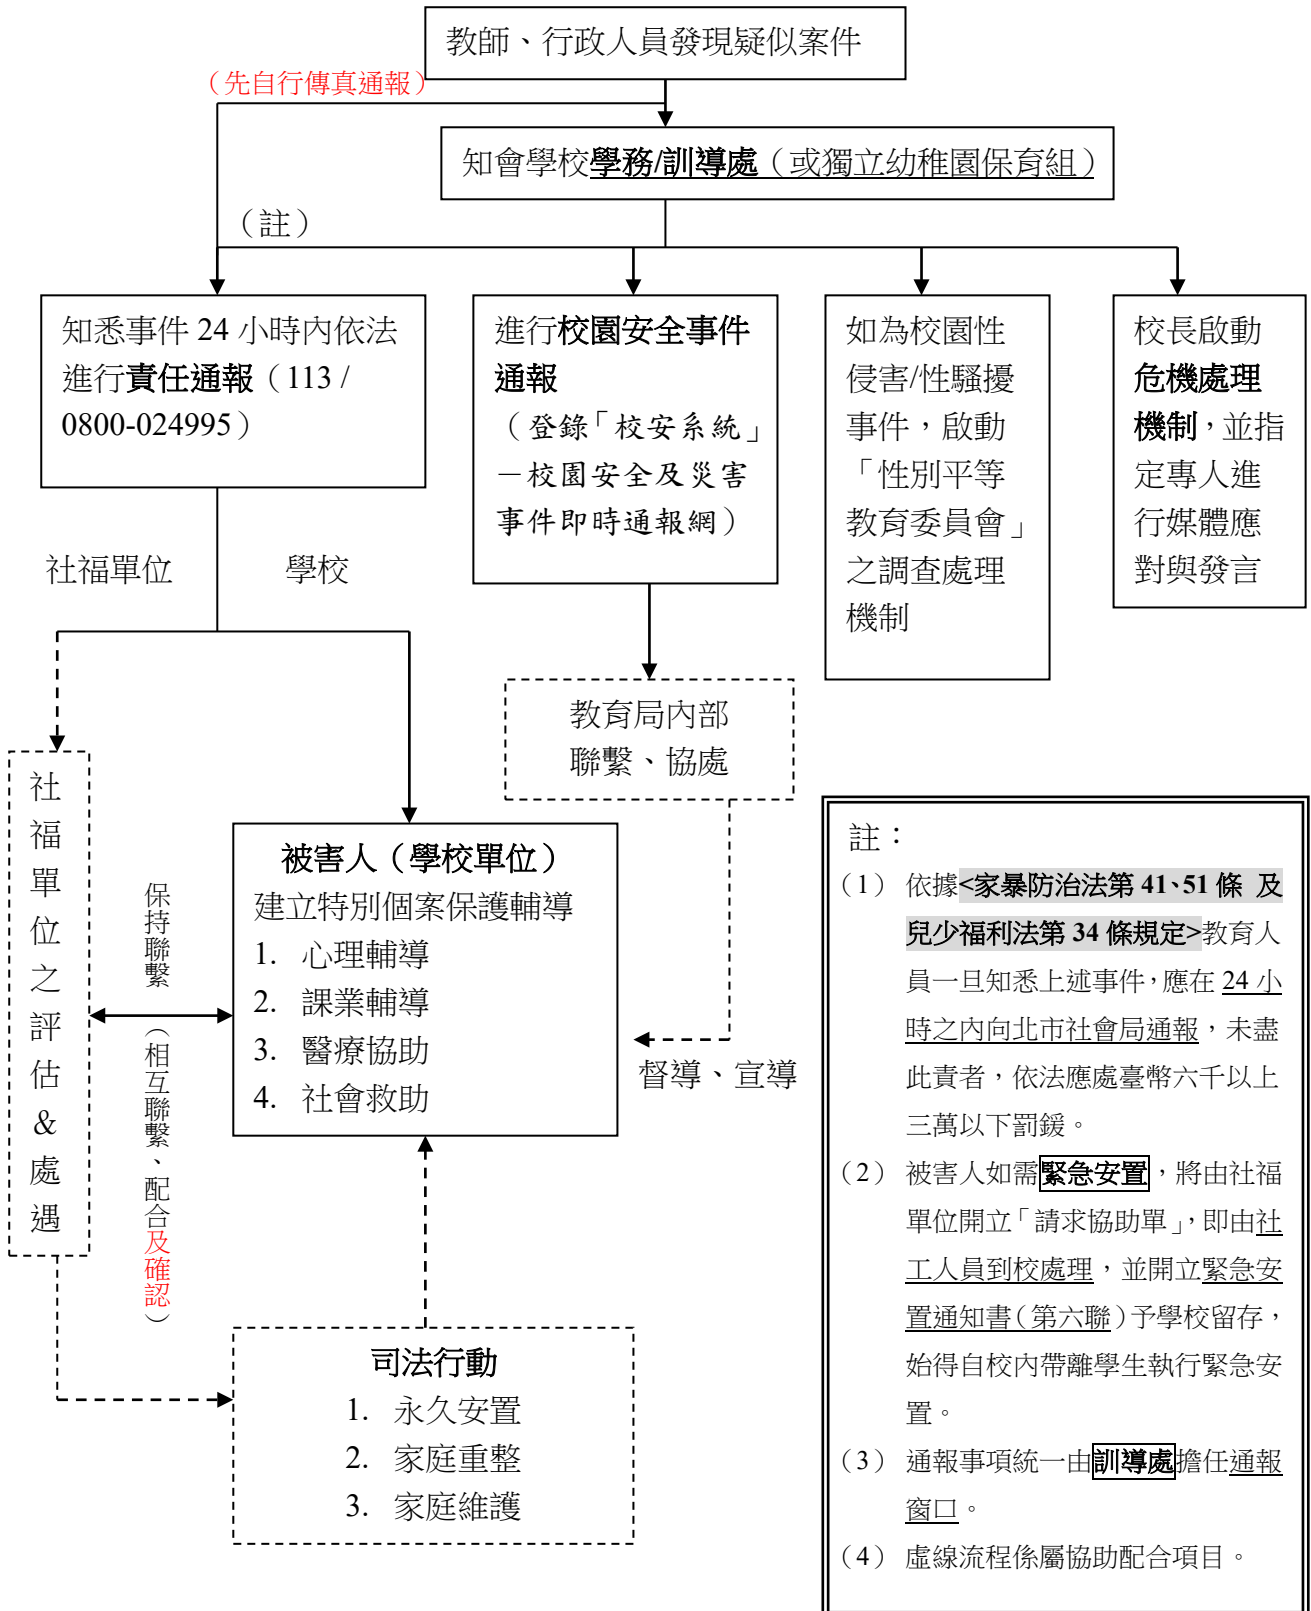 教師、行政人員發現疑似案件
（先自行傳真通報）
知會學校學務/訓導處（或獨立幼稚園保育組）
（註）
知悉事件 24 小時內依法
進行責任通報（113 /
0800-024995）
進行校園安全事件
通報
（登錄「校安系統」
－校園安全及災害
事件即時通報網）
如為校園性
侵害/性騷擾
事件，啟動
「性別平等
教育委員會」
之調查處理
機制
校長啟動
危機處理
機制，並指
定專人進
行媒體應
對與發言
社福單位
學校
教育局內部
聯繫、協處
社福單位之評估&處遇
保持聯繫（相互聯繫、配合及確認）
被害人（學校單位）
建立特別個案保護輔導
1. 心理輔導
2. 課業輔導
3. 醫療協助
4. 社會救助
督導、宣導
司法行動
1. 永久安置
2. 家庭重整
3. 家庭維護
註：
（1） 依據<家暴防治法第 41、51 條 及
兒少福利法第 34 條規定>教育人
員一旦知悉上述事件，應在 24 小
時之內向北市社會局通報，未盡
此責者，依法應處臺幣六千以上
三萬以下罰鍰。
（2） 被害人如需緊急安置，將由社福
單位開立「請求協助單」，即由社
工人員到校處理，並開立緊急安
置通知書（第六聯）予學校留存，
始得自校內帶離學生執行緊急安
置。
（3） 通報事項統一由訓導處擔任通報
窗口。
（4） 虛線流程係屬協助配合項目。